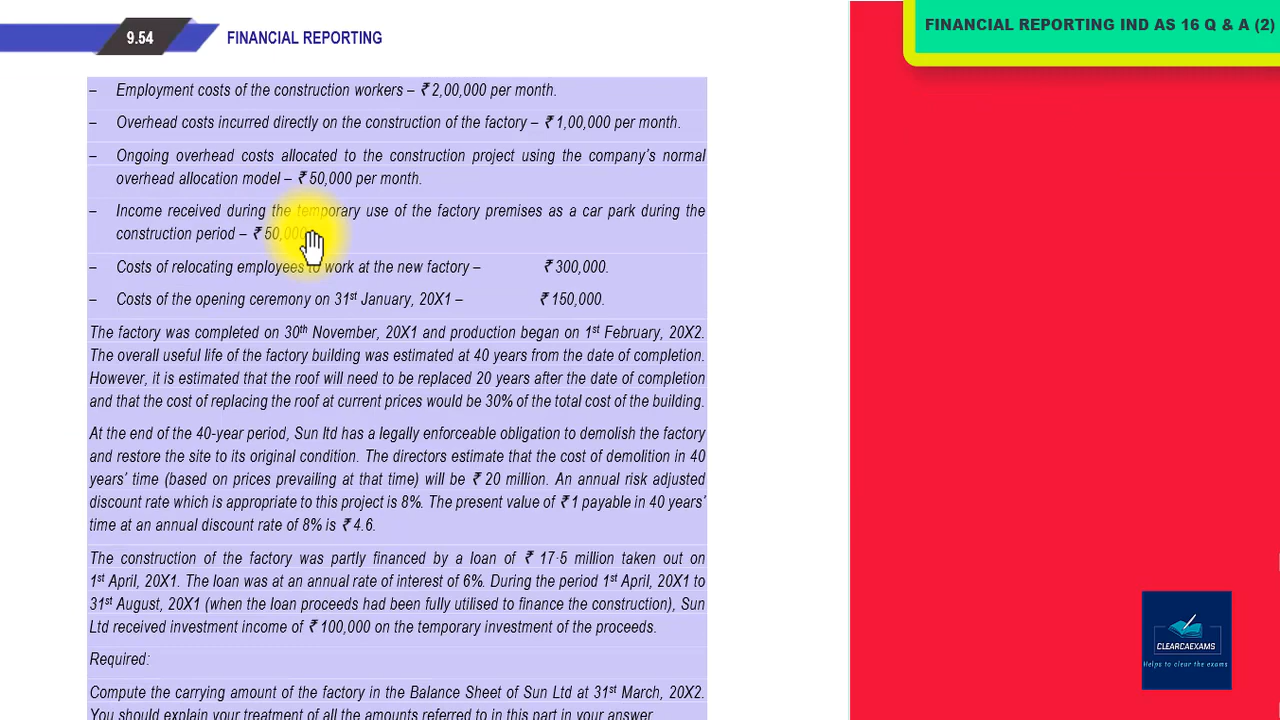 9.54 FINANCIAL REPORTING
FINANCIAL REPORTING IND AS 16 Q & A (2)
– Employment costs of the construction workers – ₹ 2,00,000 per month.
– Overhead costs incurred directly on the construction of the factory – ₹ 1,00,000 per month.
– Ongoing overhead costs allocated to the construction project using the company's normal
overhead allocation model – ₹ 50,000 per month.
– Income received during the temporary use of the factory premises as a car park during the
construction period – ₹ 50,000
– Costs of relocating employees to work at the new factory – ₹ 300,000.
– Costs of the opening ceremony on 31st January, 20X1 – ₹ 150,000.
The factory was completed on 30th November, 20X1 and production began on 1st February, 20X2.
The overall useful life of the factory building was estimated at 40 years from the date of completion.
However, it is estimated that the roof will need to be replaced 20 years after the date of completion
and that the cost of replacing the roof at current prices would be 30% of the total cost of the building.
At the end of the 40-year period, Sun ltd has a legally enforceable obligation to demolish the factory
and restore the site to its original condition. The directors estimate that the cost of demolition in 40
years' time (based on prices prevailing at that time) will be ₹ 20 million. An annual risk adjusted
discount rate which is appropriate to this project is 8%. The present value of ₹ 1 payable in 40 years'
time at an annual discount rate of 8% is ₹ 4.6.
The construction of the factory was partly financed by a loan of ₹ 17·5 million taken out on
1st April, 20X1. The loan was at an annual rate of interest of 6%. During the period 1st April, 20X1 to
31st August, 20X1 (when the loan proceeds had been fully utilised to finance the construction), Sun
Ltd received investment income of ₹ 100,000 on the temporary investment of the proceeds.
Required:
Compute the carrying amount of the factory in the Balance Sheet of Sun Ltd at 31st March, 20X2.
You should explain your treatment of all the amounts referred to in this part in your answer.
CLEARCAEXAMS
Helps to clear the exams